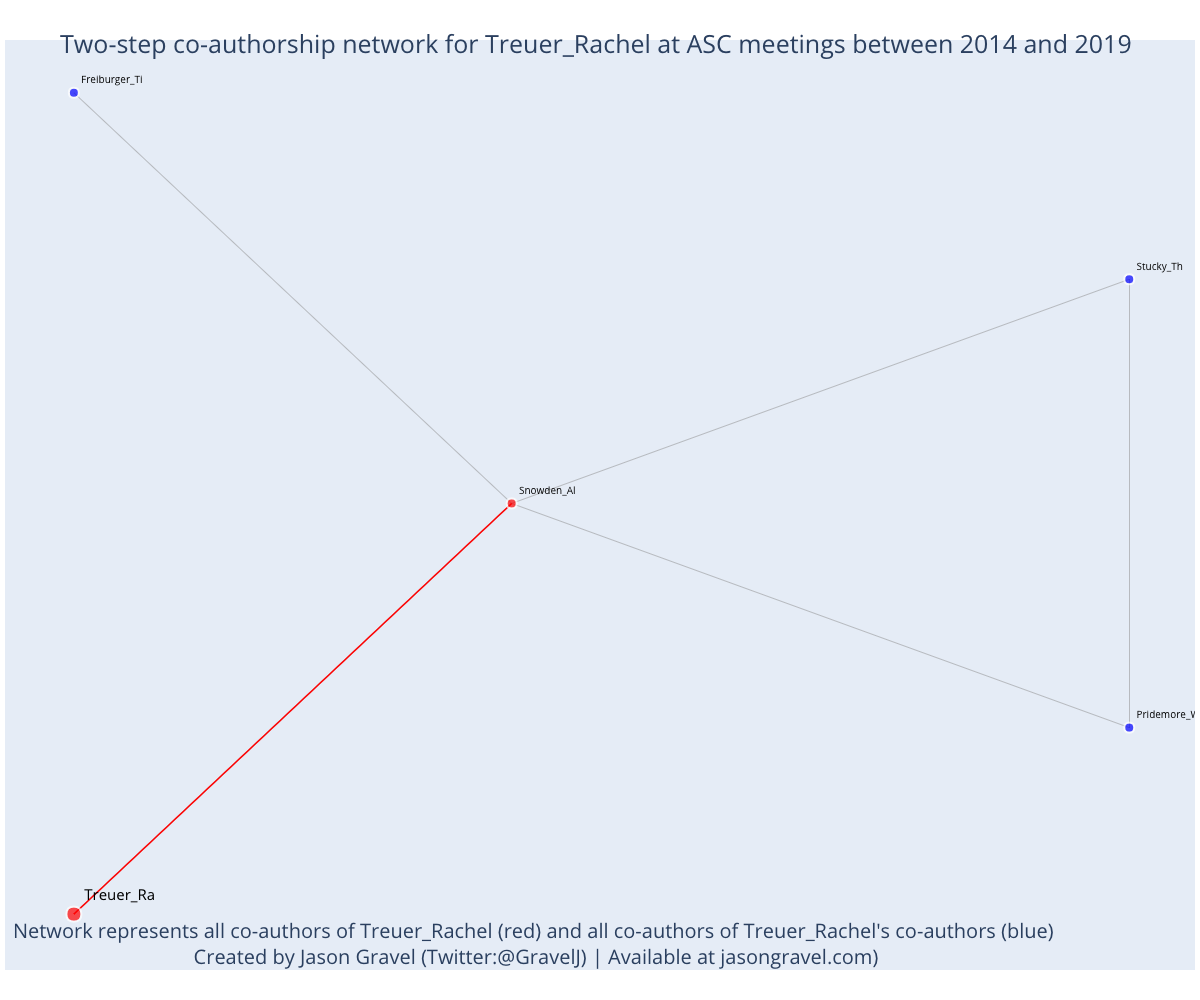 Two-step co-authorship network for Treuer_Rachel at ASC meetings between 2014 and 2019
Freiburger_Ti
Stucky_Th
Snowden_Al
Pridemore_W
Treuer_Ra
Network represents all co-authors of Treuer_Rachel (red) and all co-authors of Treuer_Rachel's co-authors (blue)
Created by Jason Gravel (Twitter:@GravelJ) | Available at jasongravel.com)